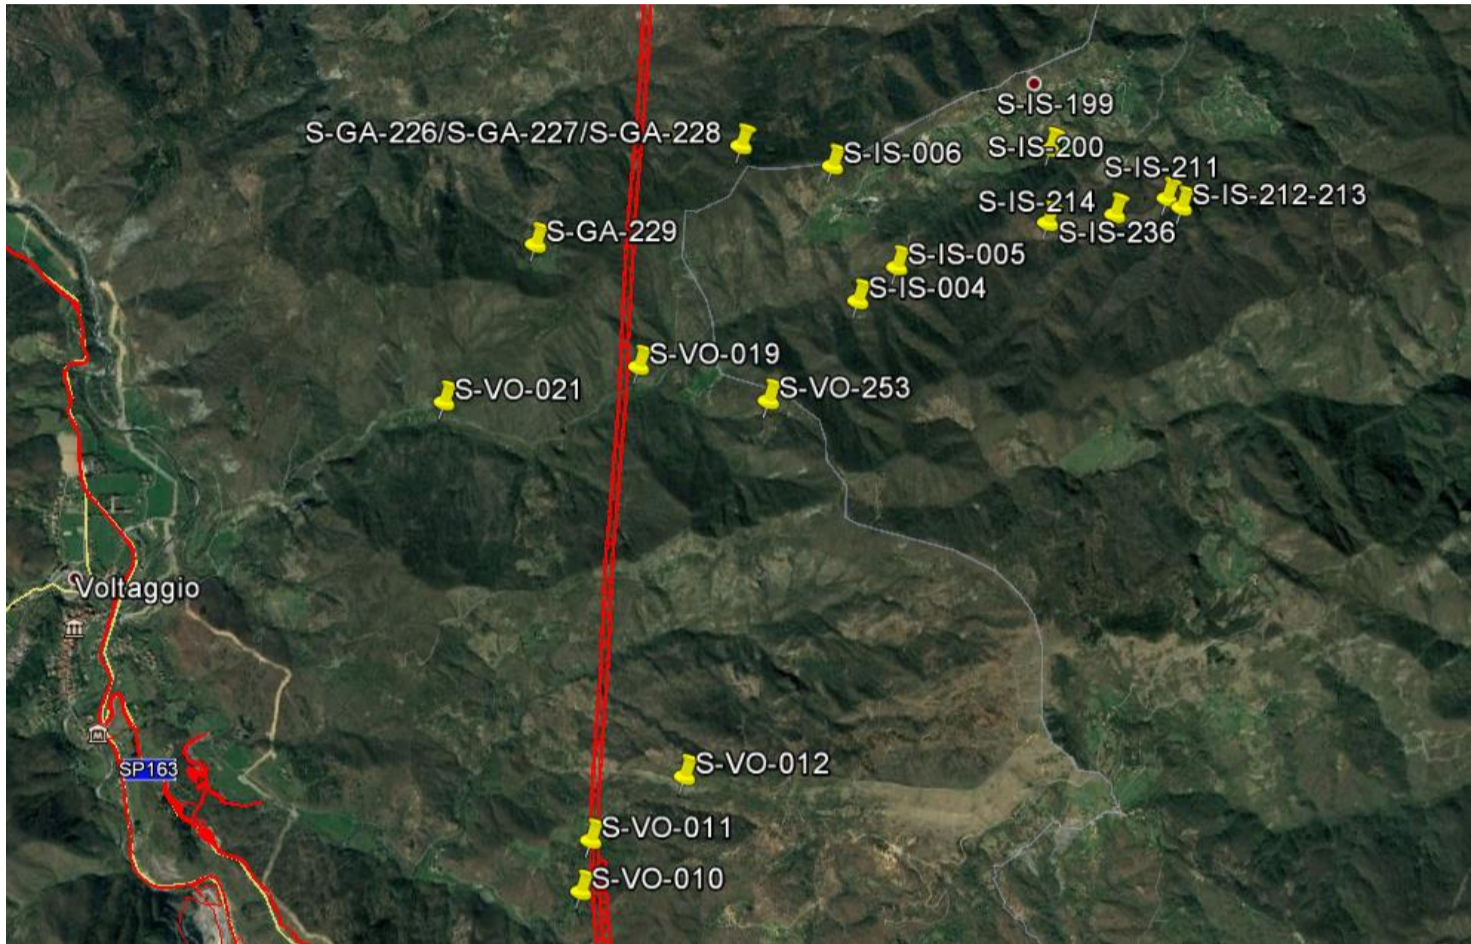 S-IS-199
S-GA-226/S-GA-227/S-GA-228
S-IS-006
S-IS-200
S-IS-211
S-IS-212-213
S-IS-214
S-IS-236
S-GA-229
S-IS-005
S-IS-004
S-VO-019
S-VO-021
S-VO-253
Voltaggio
SP163
S-VO-012
S-VO-011
S-VO-010